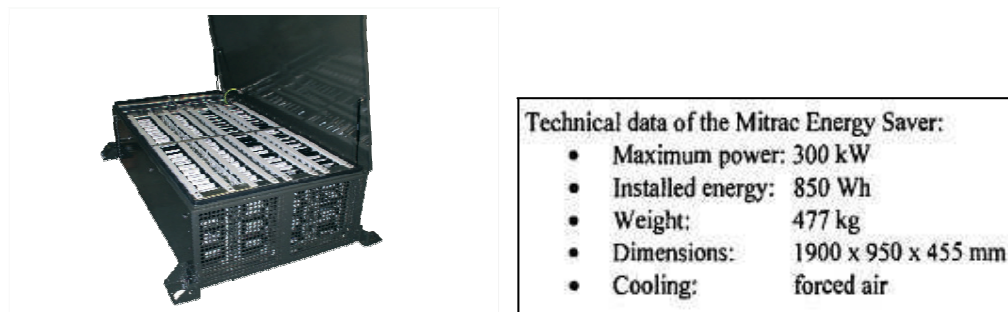 Technical data of the Mitrac Energy Saver:
• Maximum power: 300 kW
• Installed energy: 850 Wh
• Weight: 477 kg
• Dimensions: 1900 x 950 x 455 mm
• Cooling: forced air